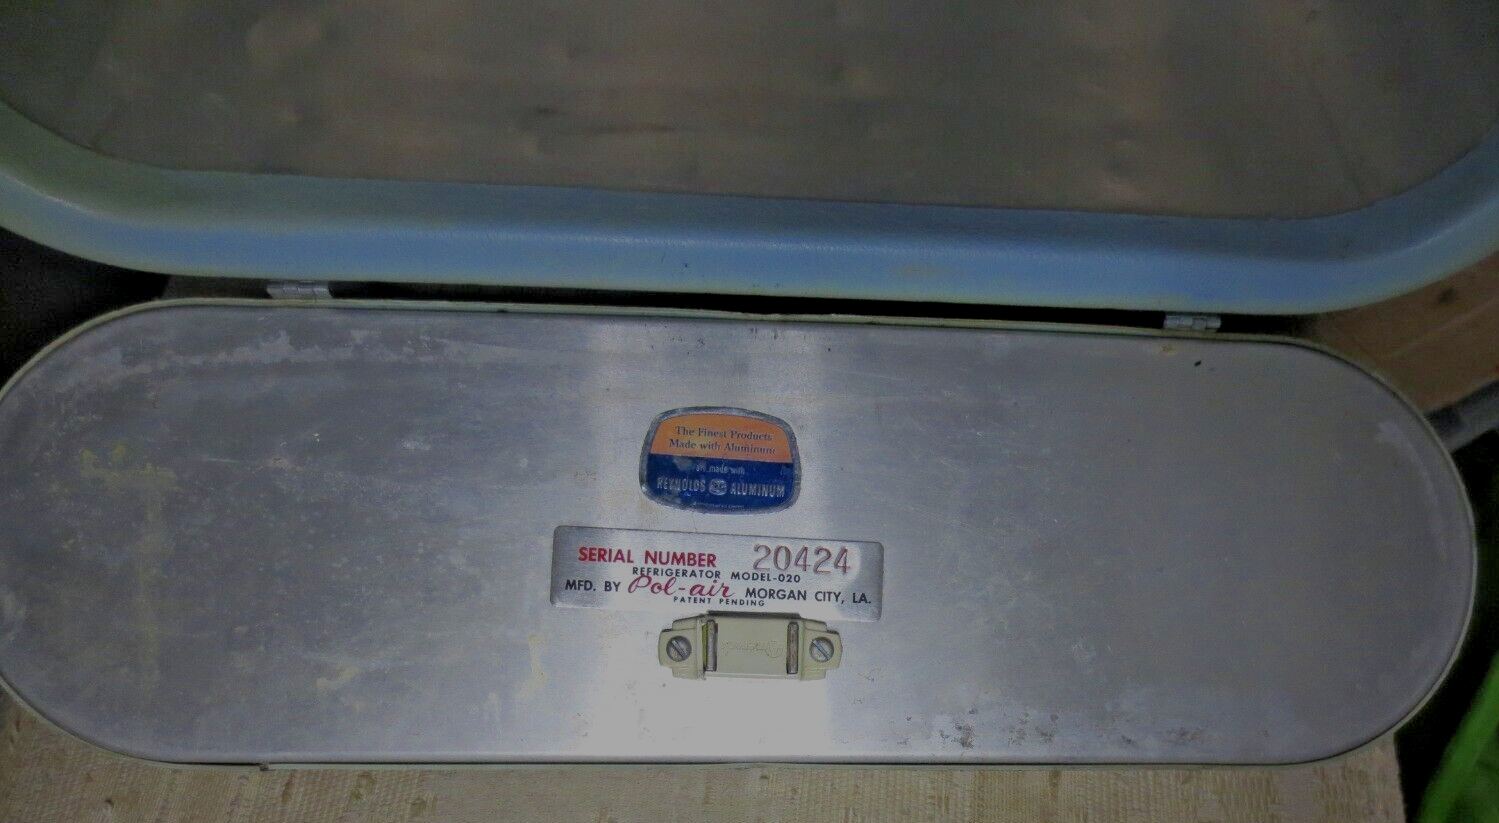 The Finest Products
Made with Aluminum
are made with
REYNOLDS ALUMINUM
SERIAL NUMBER 20424
REFRIGERATOR MODEL-020
MFD. BY Pol-air MORGAN CITY, LA.
PATENT PENDING